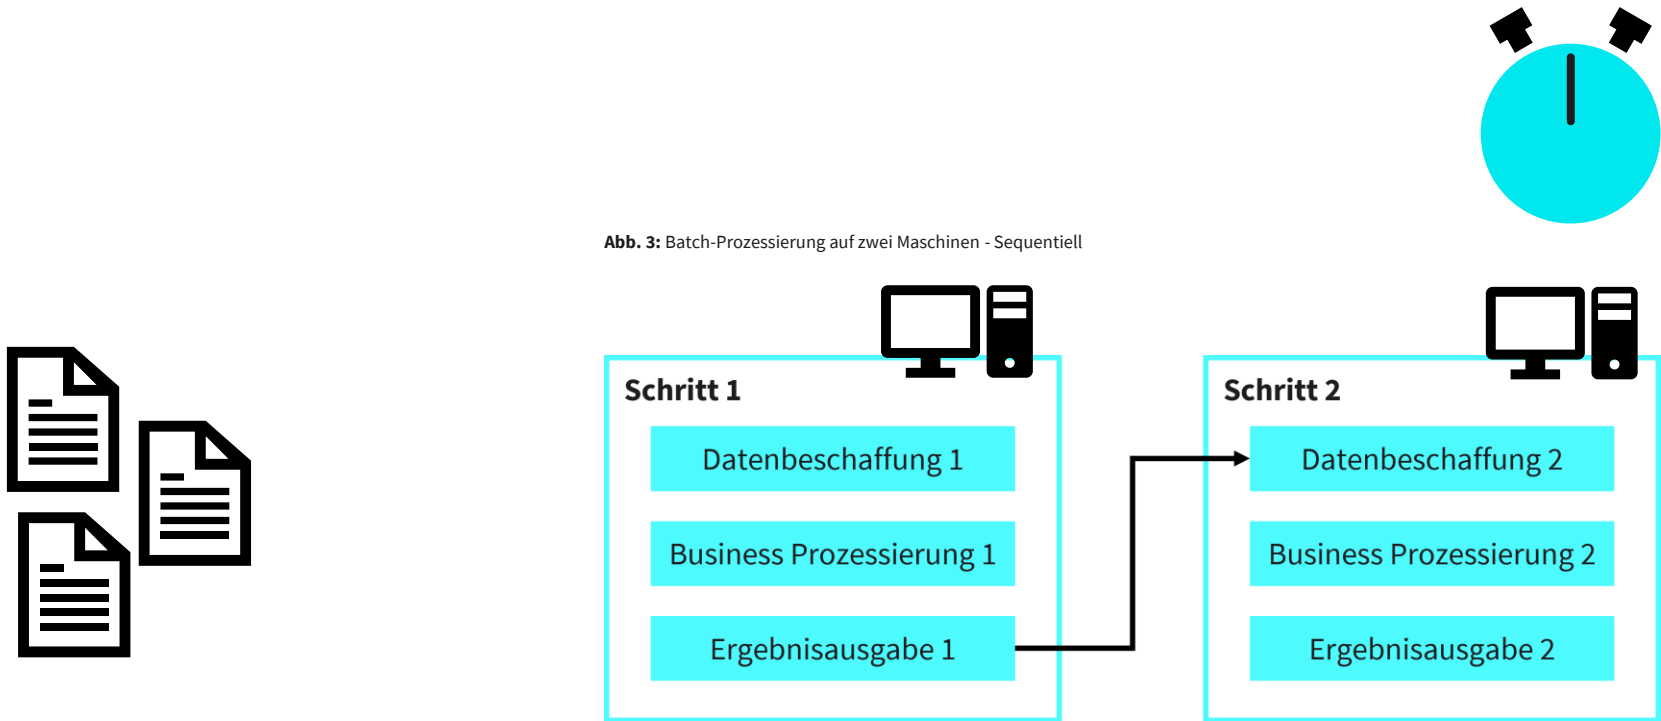 Abb. 3: Batch-Prozessierung auf zwei Maschinen - Sequentiell
Schritt 1
Datenbeschaffung 1
Business Prozessierung 1
Ergebnisausgabe 1
Schritt 2
Datenbeschaffung 2
Business Prozessierung 2
Ergebnisausgabe 2